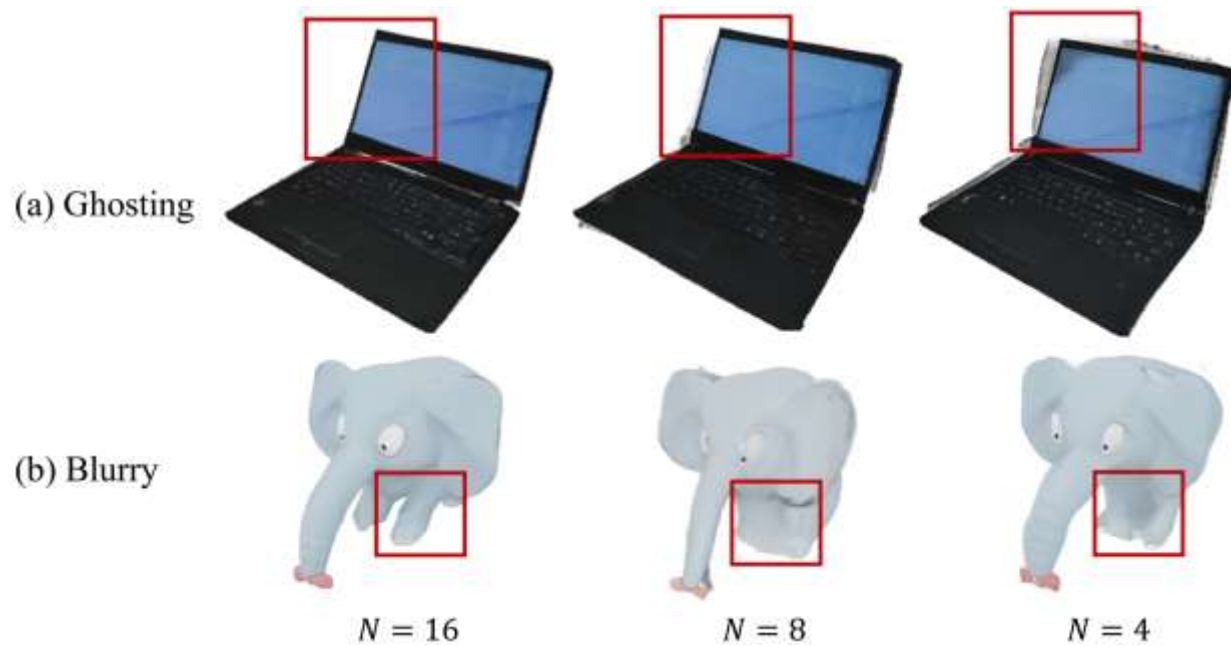 (a) Ghosting
(b) Blurry
N = 16
N = 8
N = 4